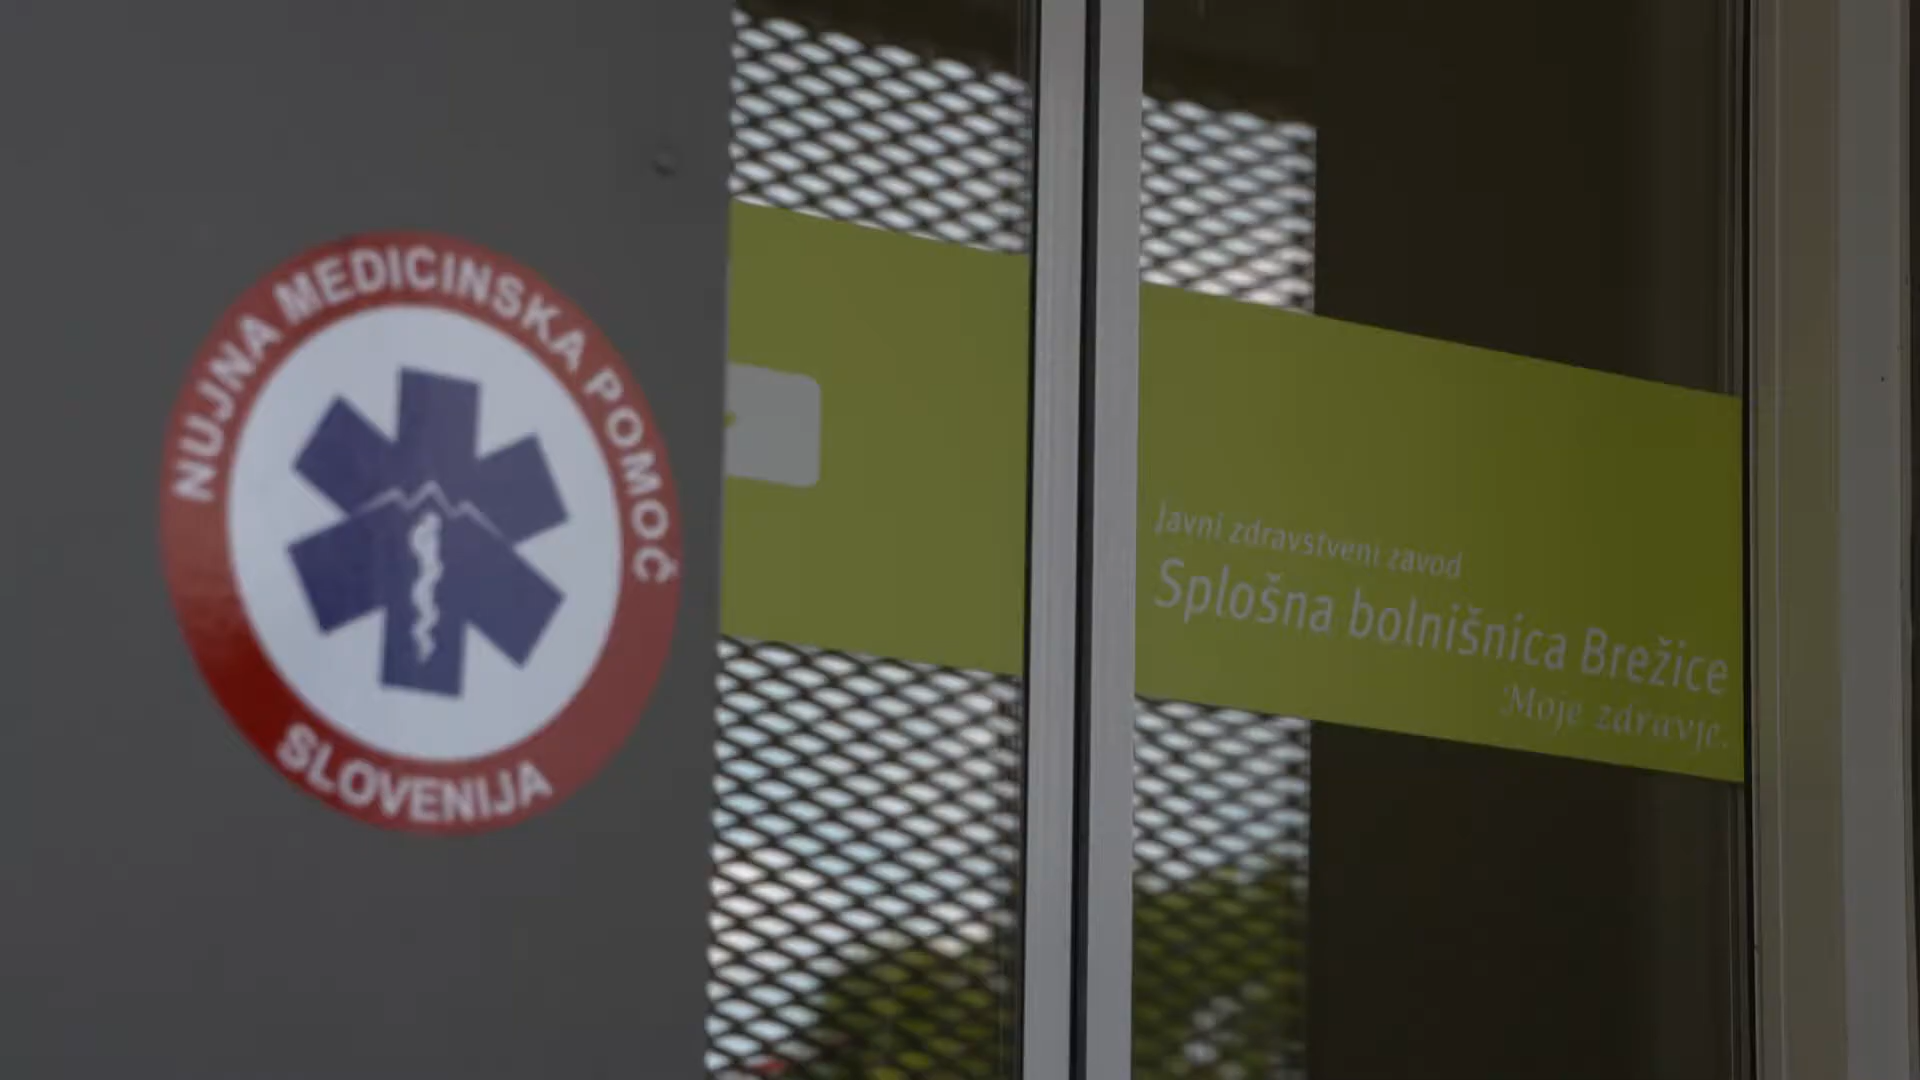 NUJNA MEDICINSKA POMOČ
SLOVENIJA
Javni zdravstveni zavod
Splošna bolnišnica Brežice
Moje zdravje.